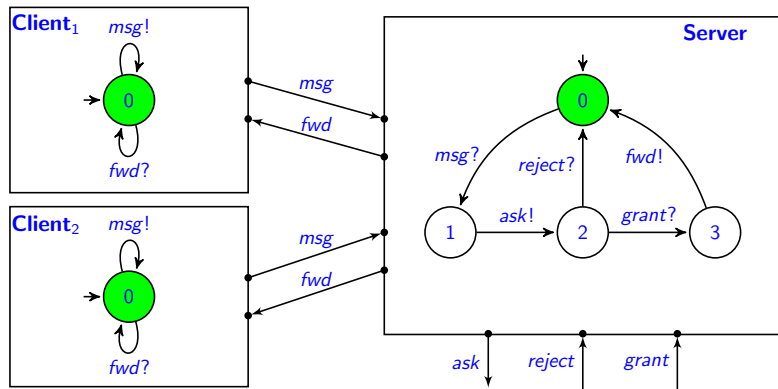 Client₁
msg!
0
fwd?
msg
fwd
Server
0
msg?
reject?
fwd!
1
ask!
2
grant?
3
Client₂
msg!
0
fwd?
msg
fwd
ask
reject
grant